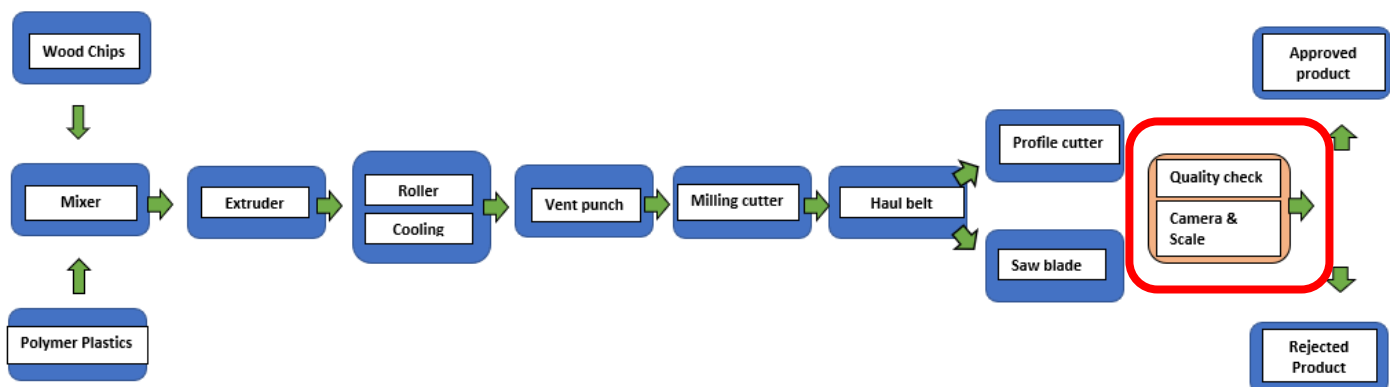 Wood Chips
Mixer
Polymer Plastics
Extruder
Roller
Cooling
Vent punch
Milling cutter
Haul belt
Profile cutter
Saw blade
Quality check
Camera &
Scale
Approved
product
Rejected
Product